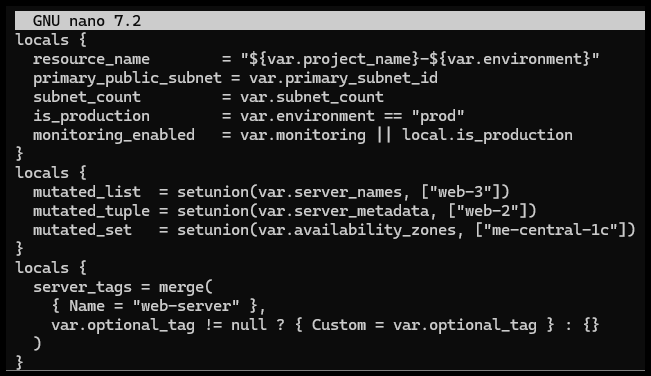 GNU nano 7.2
locals {
  resource_name        = "${var.project_name}-${var.environment}"
  primary_public_subnet = var.primary_subnet_id
  subnet_count         = var.subnet_count
  is_production        = var.environment == "prod"
  monitoring_enabled   = var.monitoring || local.is_production
}
locals {
  mutated_list  = setunion(var.server_names, ["web-3"])
  mutated_tuple = setunion(var.server_metadata, ["web-2"])
  mutated_set   = setunion(var.availability_zones, ["me-central-1c"])
}
locals {
  server_tags = merge(
    { Name = "web-server" },
    var.optional_tag != null ? { Custom = var.optional_tag } : {}
  )
}